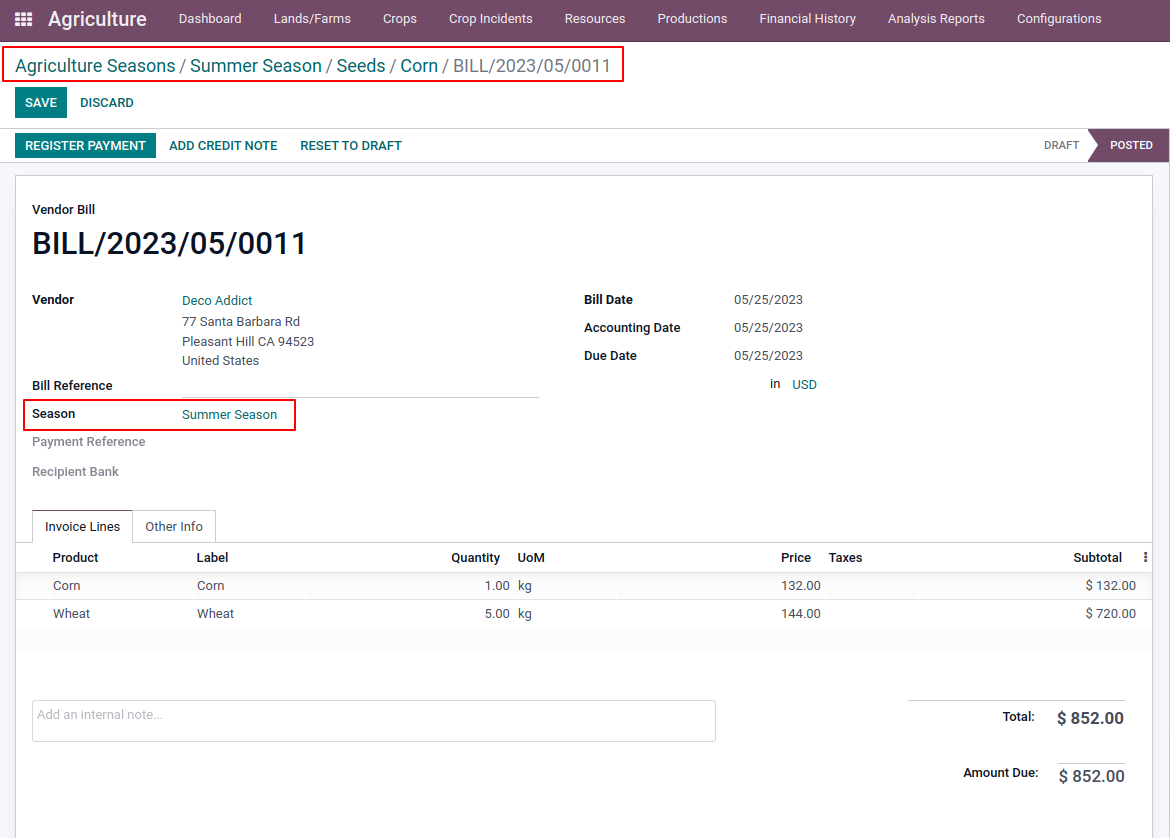 Agriculture Dashboard Lands/Farms Crops Crop Incidents Resources Productions Financial History Analysis Reports Configurations
Agriculture Seasons / Summer Season / Seeds / Corn / BILL/2023/05/0011
SAVE DISCARD
REGISTER PAYMENT ADD CREDIT NOTE RESET TO DRAFT DRAFT POSTED
Vendor Bill
BILL/2023/05/0011
Vendor Deco Addict Bill Date 05/25/2023
77 Santa Barbara Rd
Pleasant Hill CA 94523 Accounting Date 05/25/2023
United States Due Date 05/25/2023
Bill Reference in USD
Season Summer Season
Payment Reference
Recipient Bank
Invoice Lines Other Info
Product Label Quantity UoM Price Taxes Subtotal
Corn Corn 1.00 kg 132.00 $ 132.00
Wheat Wheat 5.00 kg 144.00 $ 720.00
Add an internal note...
Total: $ 852.00
Amount Due: $ 852.00